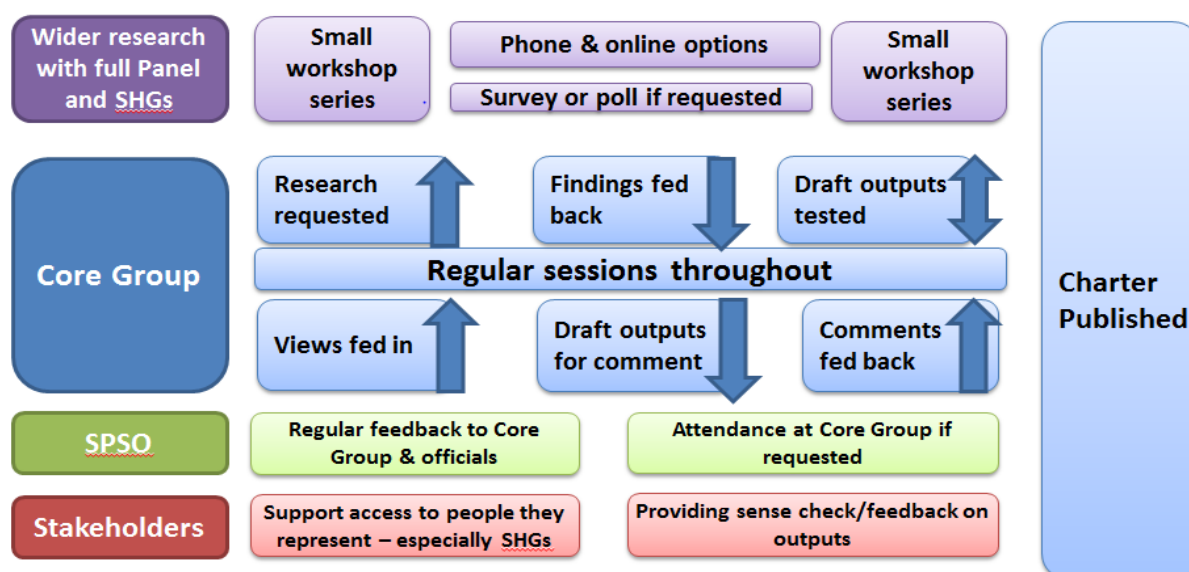 Wider research
with full Panel
and SHGs
Small
workshop
series
Phone & online options
Survey or poll if requested
Small
workshop
series
Core Group
Research
requested
Findings fed
back
Draft outputs
tested
Regular sessions throughout
Views fed in
Draft outputs
for comment
Comments
fed back
Charter
Published
SPSO
Regular feedback to Core
Group & officials
Attendance at Core Group if
requested
Stakeholders
Support access to people they
represent – especially SHGs
Providing sense check/feedback on
outputs